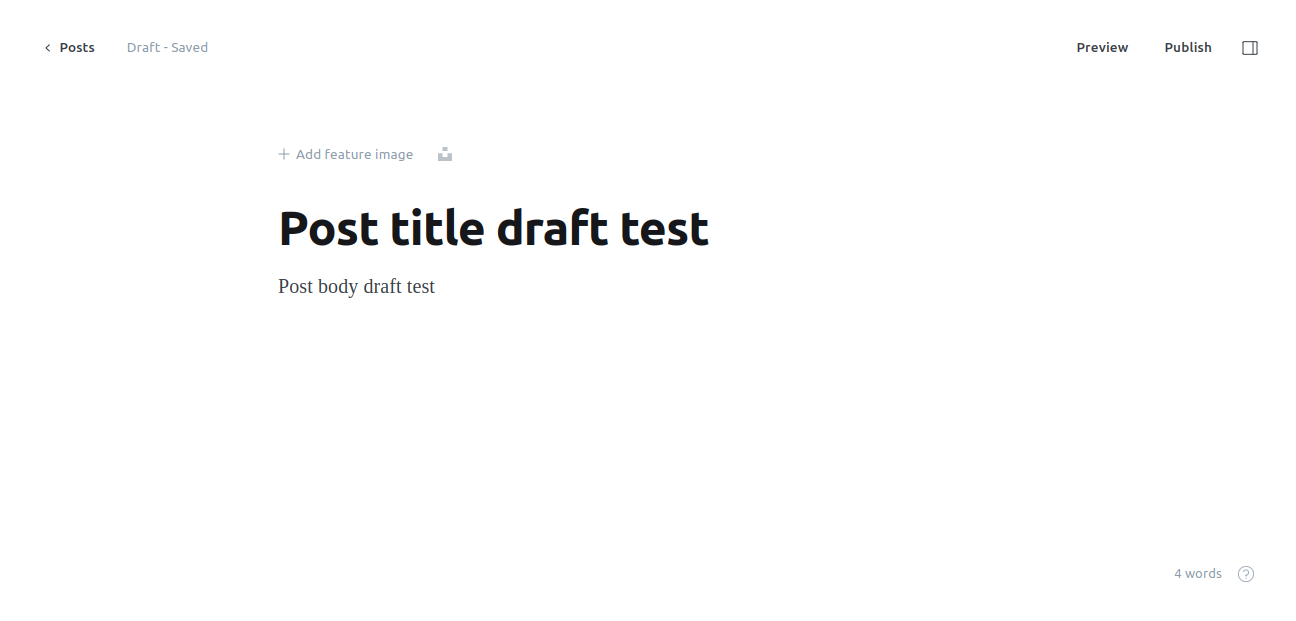 Posts Draft - Saved Preview Publish
Add feature image
Post title draft test
Post body draft test
4 words